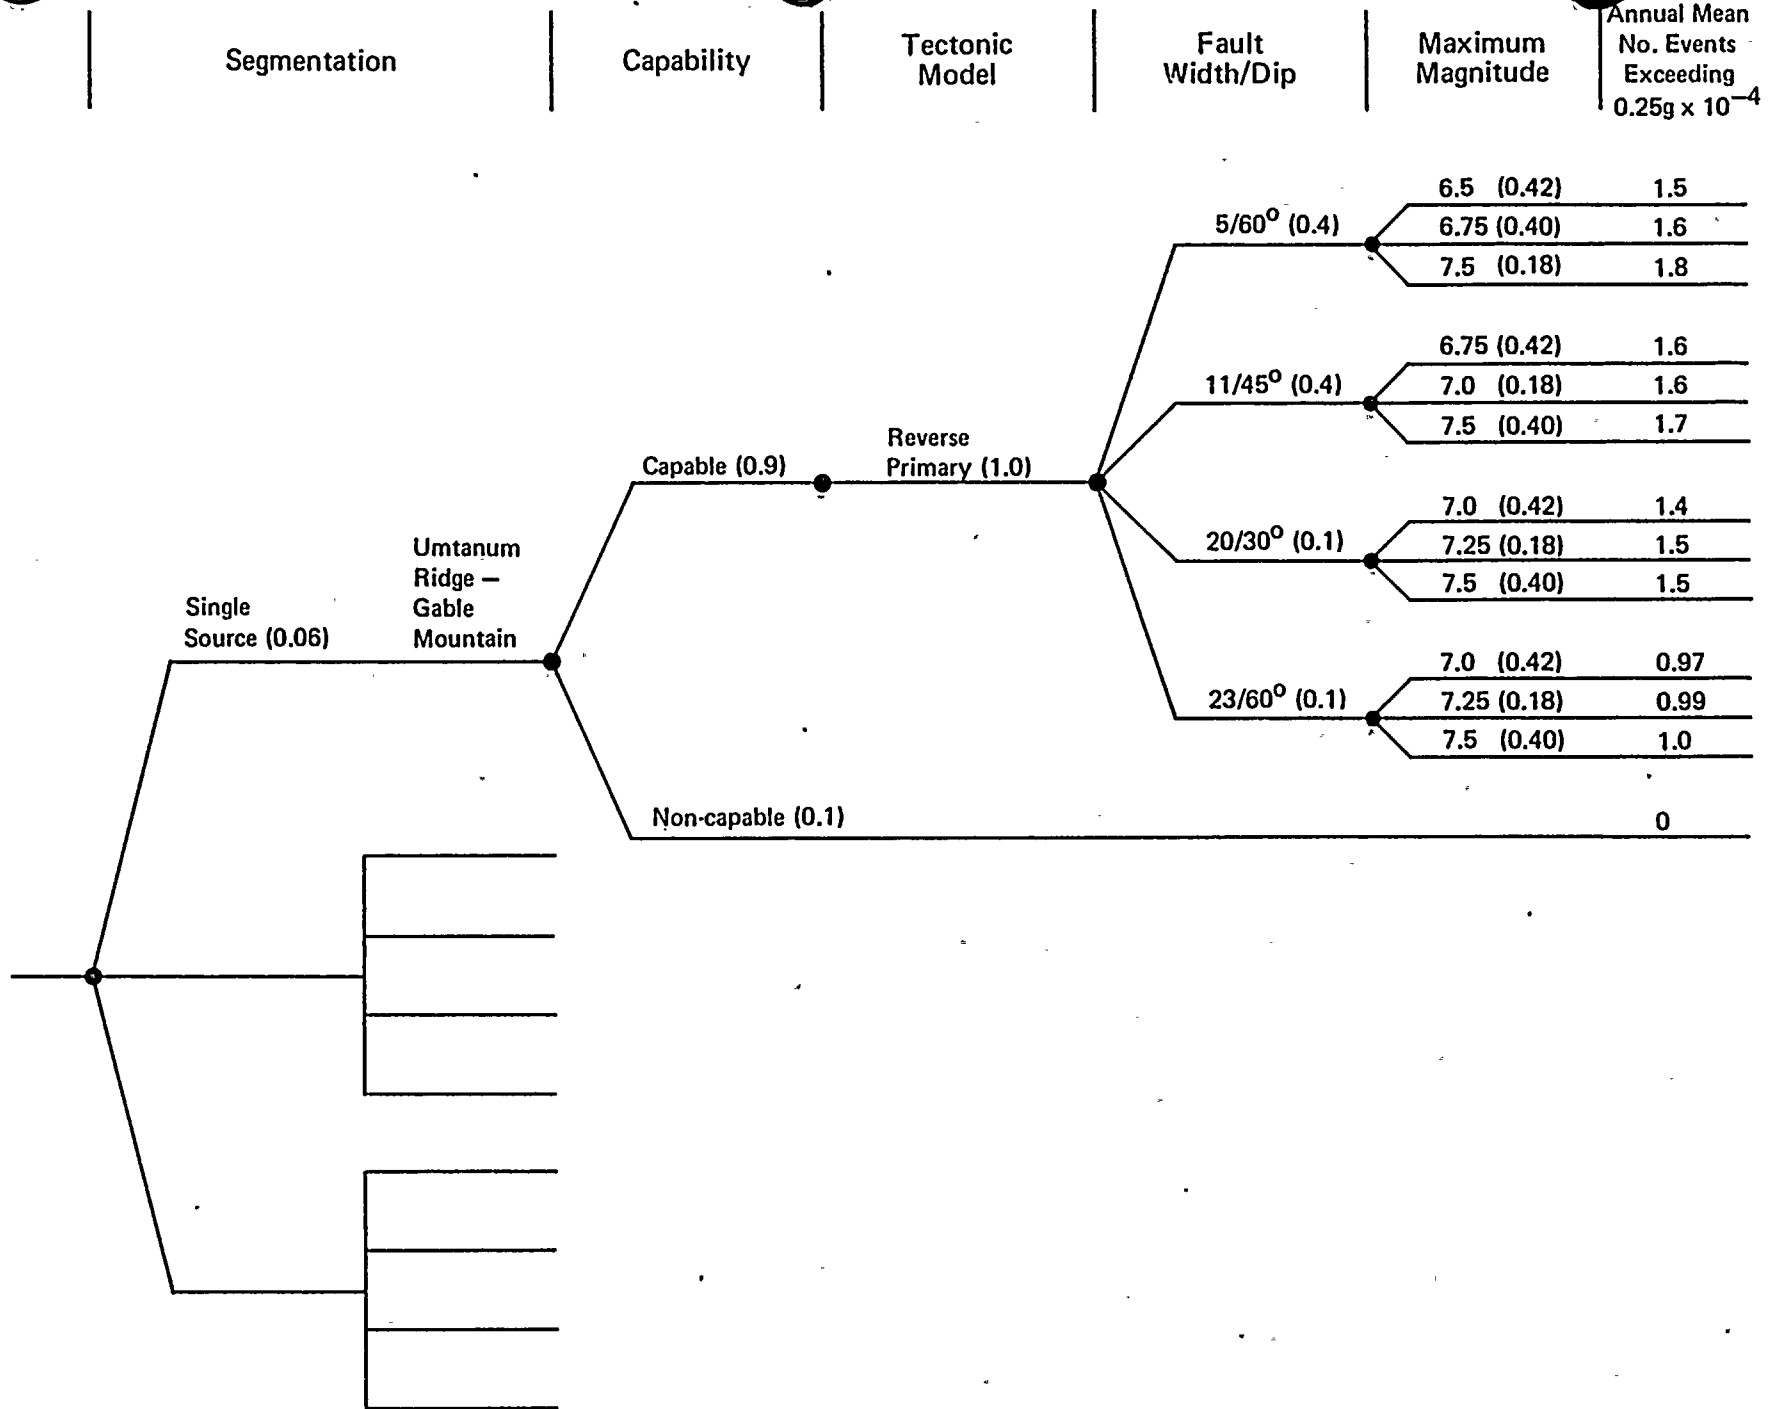 Segmentation
Capability
Tectonic
Model
Fault
Width/Dip
Maximum
Magnitude
Annual Mean
No. Events
Exceeding
0.25g x 10⁻⁴
6.5 (0.42) 1.5
5/60⁰ (0.4)
6.75 (0.40) 1.6
7.5 (0.18) 1.8
6.75 (0.42) 1.6
11/45⁰ (0.4)
7.0 (0.18) 1.6
7.5 (0.40) 1.7
Capable (0.9)
Reverse
Primary (1.0)
7.0 (0.42) 1.4
20/30⁰ (0.1)
7.25 (0.18) 1.5
7.5 (0.40) 1.5
Single
Source (0.06)
Umtanum
Ridge —
Gable
Mountain
7.0 (0.42) 0.97
23/60⁰ (0.1)
7.25 (0.18) 0.99
7.5 (0.40) 1.0
Non-capable (0.1) 0